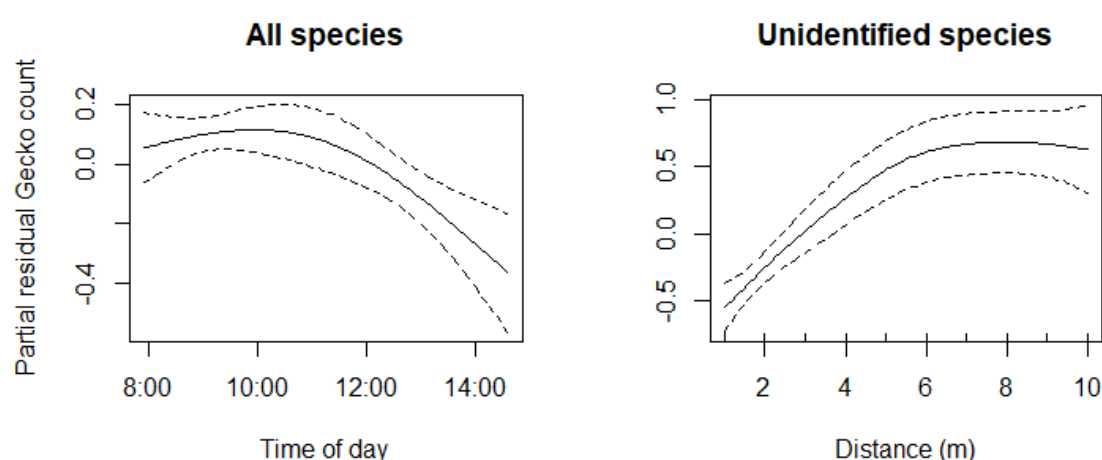 All species
Unidentified species
Partial residual Gecko count
0.2
0.0
-0.4
8:00 10:00 12:00 14:00
Time of day
1.0
0.5
0.0
-0.5
2 4 6 8 10
Distance (m)